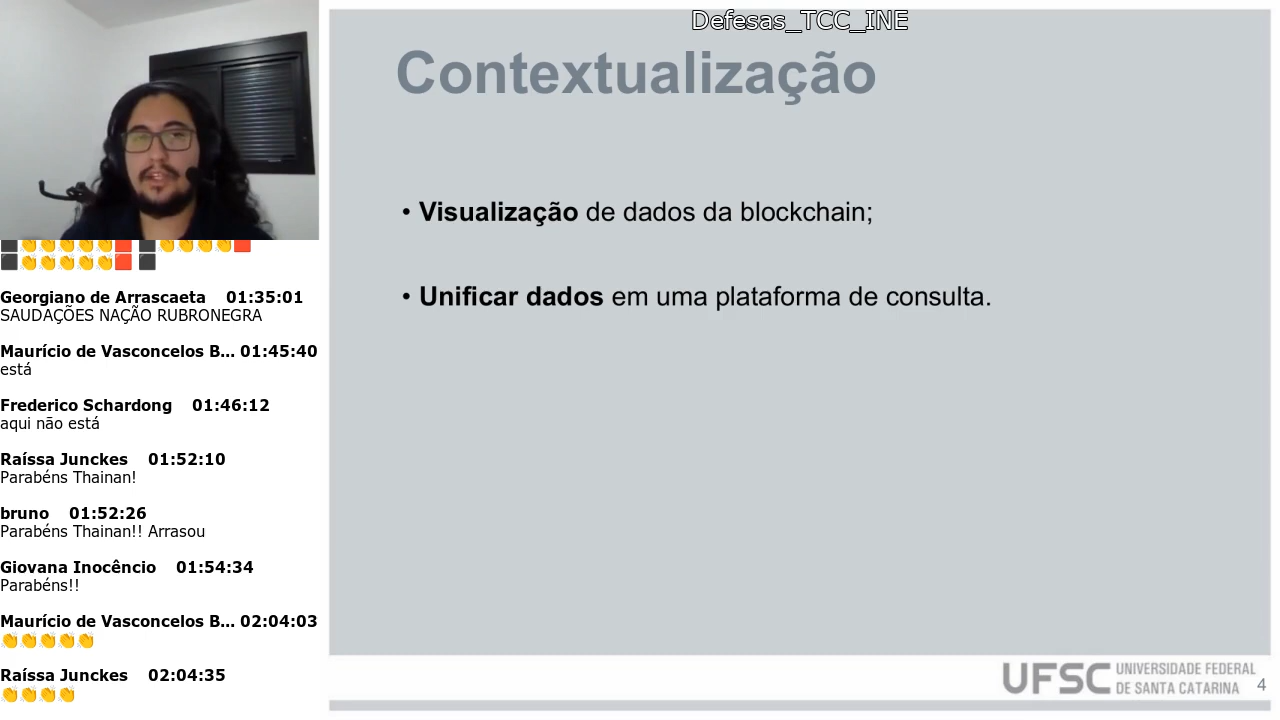 Defesas_TCC_INE
Contextualização
• Visualização de dados da blockchain;
• Unificar dados em uma plataforma de consulta.
Georgiano de Arrascaeta 01:35:01
SAUDAÇÕES NAÇÃO RUBRONEGRA
Maurício de Vasconcelos B... 01:45:40
está
Frederico Schardong 01:46:12
aqui não está
Raíssa Junckes 01:52:10
Parabéns Thainan!
bruno 01:52:26
Parabéns Thainan!! Arrasou
Giovana Inocêncio 01:54:34
Parabéns!!
Maurício de Vasconcelos B... 02:04:03
👏👏👏👏👏
Raíssa Junckes 02:04:35
👏👏👏👏
UFSC UNIVERSIDADE FEDERAL
DE SANTA CATARINA
4